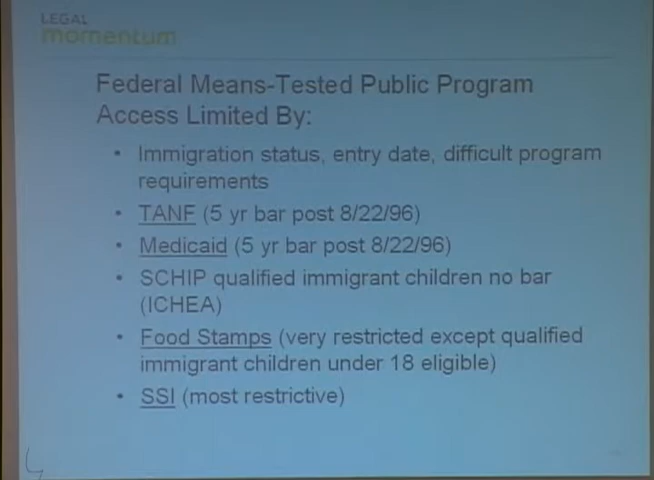 LEGAL
momentum
Federal Means-Tested Public Program
Access Limited By:
• Immigration status, entry date, difficult program
requirements
• TANF (5 yr bar post 8/22/96)
• Medicaid (5 yr bar post 8/22/96)
• SCHIP qualified immigrant children no bar
(ICHEA)
• Food Stamps (very restricted except qualified
immigrant children under 18 eligible)
• SSI (most restrictive)